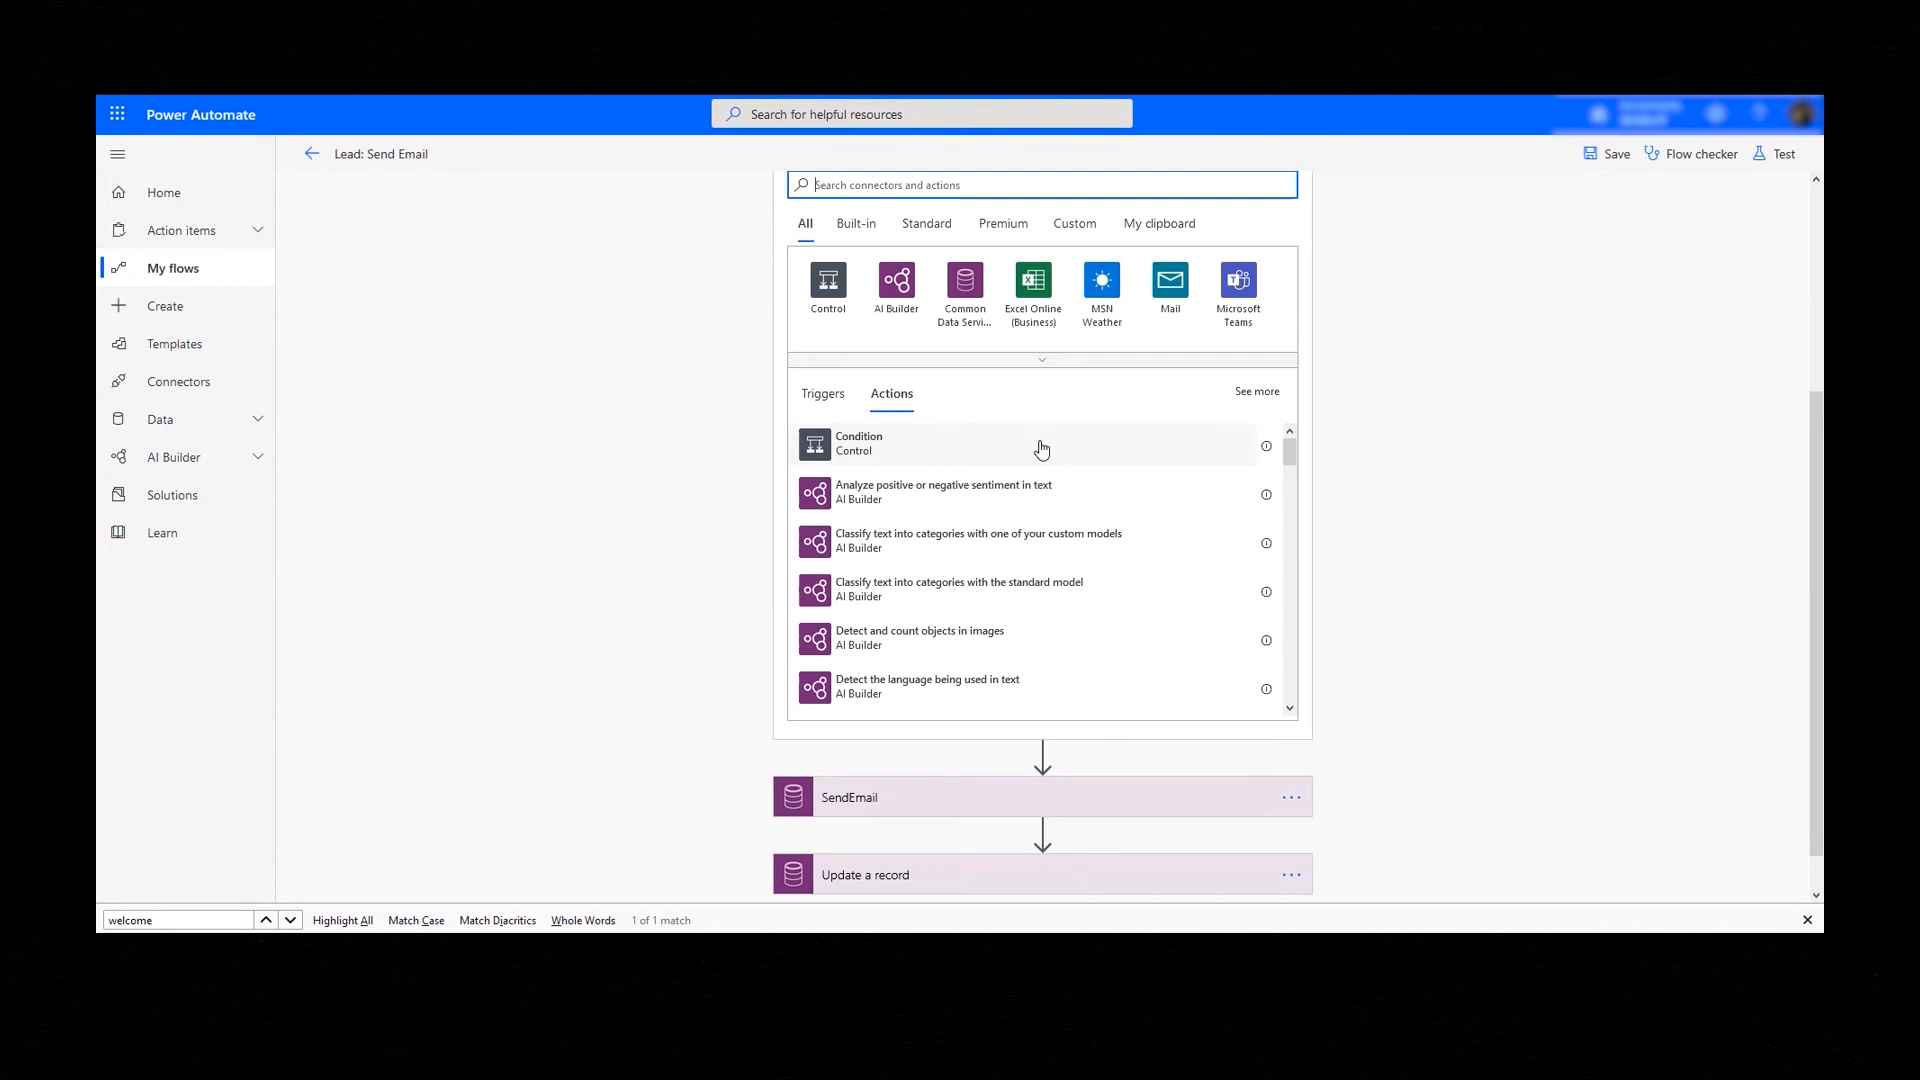 Power Automate
Search for helpful resources
Lead: Send Email
Save
Flow checker
Test
Home
Action items
My flows
Create
Templates
Connectors
Data
AI Builder
Solutions
Learn
Search connectors and actions
All
Built-in
Standard
Premium
Custom
My clipboard
Control
AI Builder
Common
Data Servi...
Excel Online
(Business)
MSN
Weather
Mail
Microsoft
Teams
Triggers
Actions
See more
Condition
Control
Analyze positive or negative sentiment in text
AI Builder
Classify text into categories with one of your custom models
AI Builder
Classify text into categories with the standard model
AI Builder
Detect and count objects in images
AI Builder
Detect the language being used in text
AI Builder
SendEmail
Update a record
welcome
Highlight All
Match Case
Match Diacritics
Whole Words
1 of 1 match